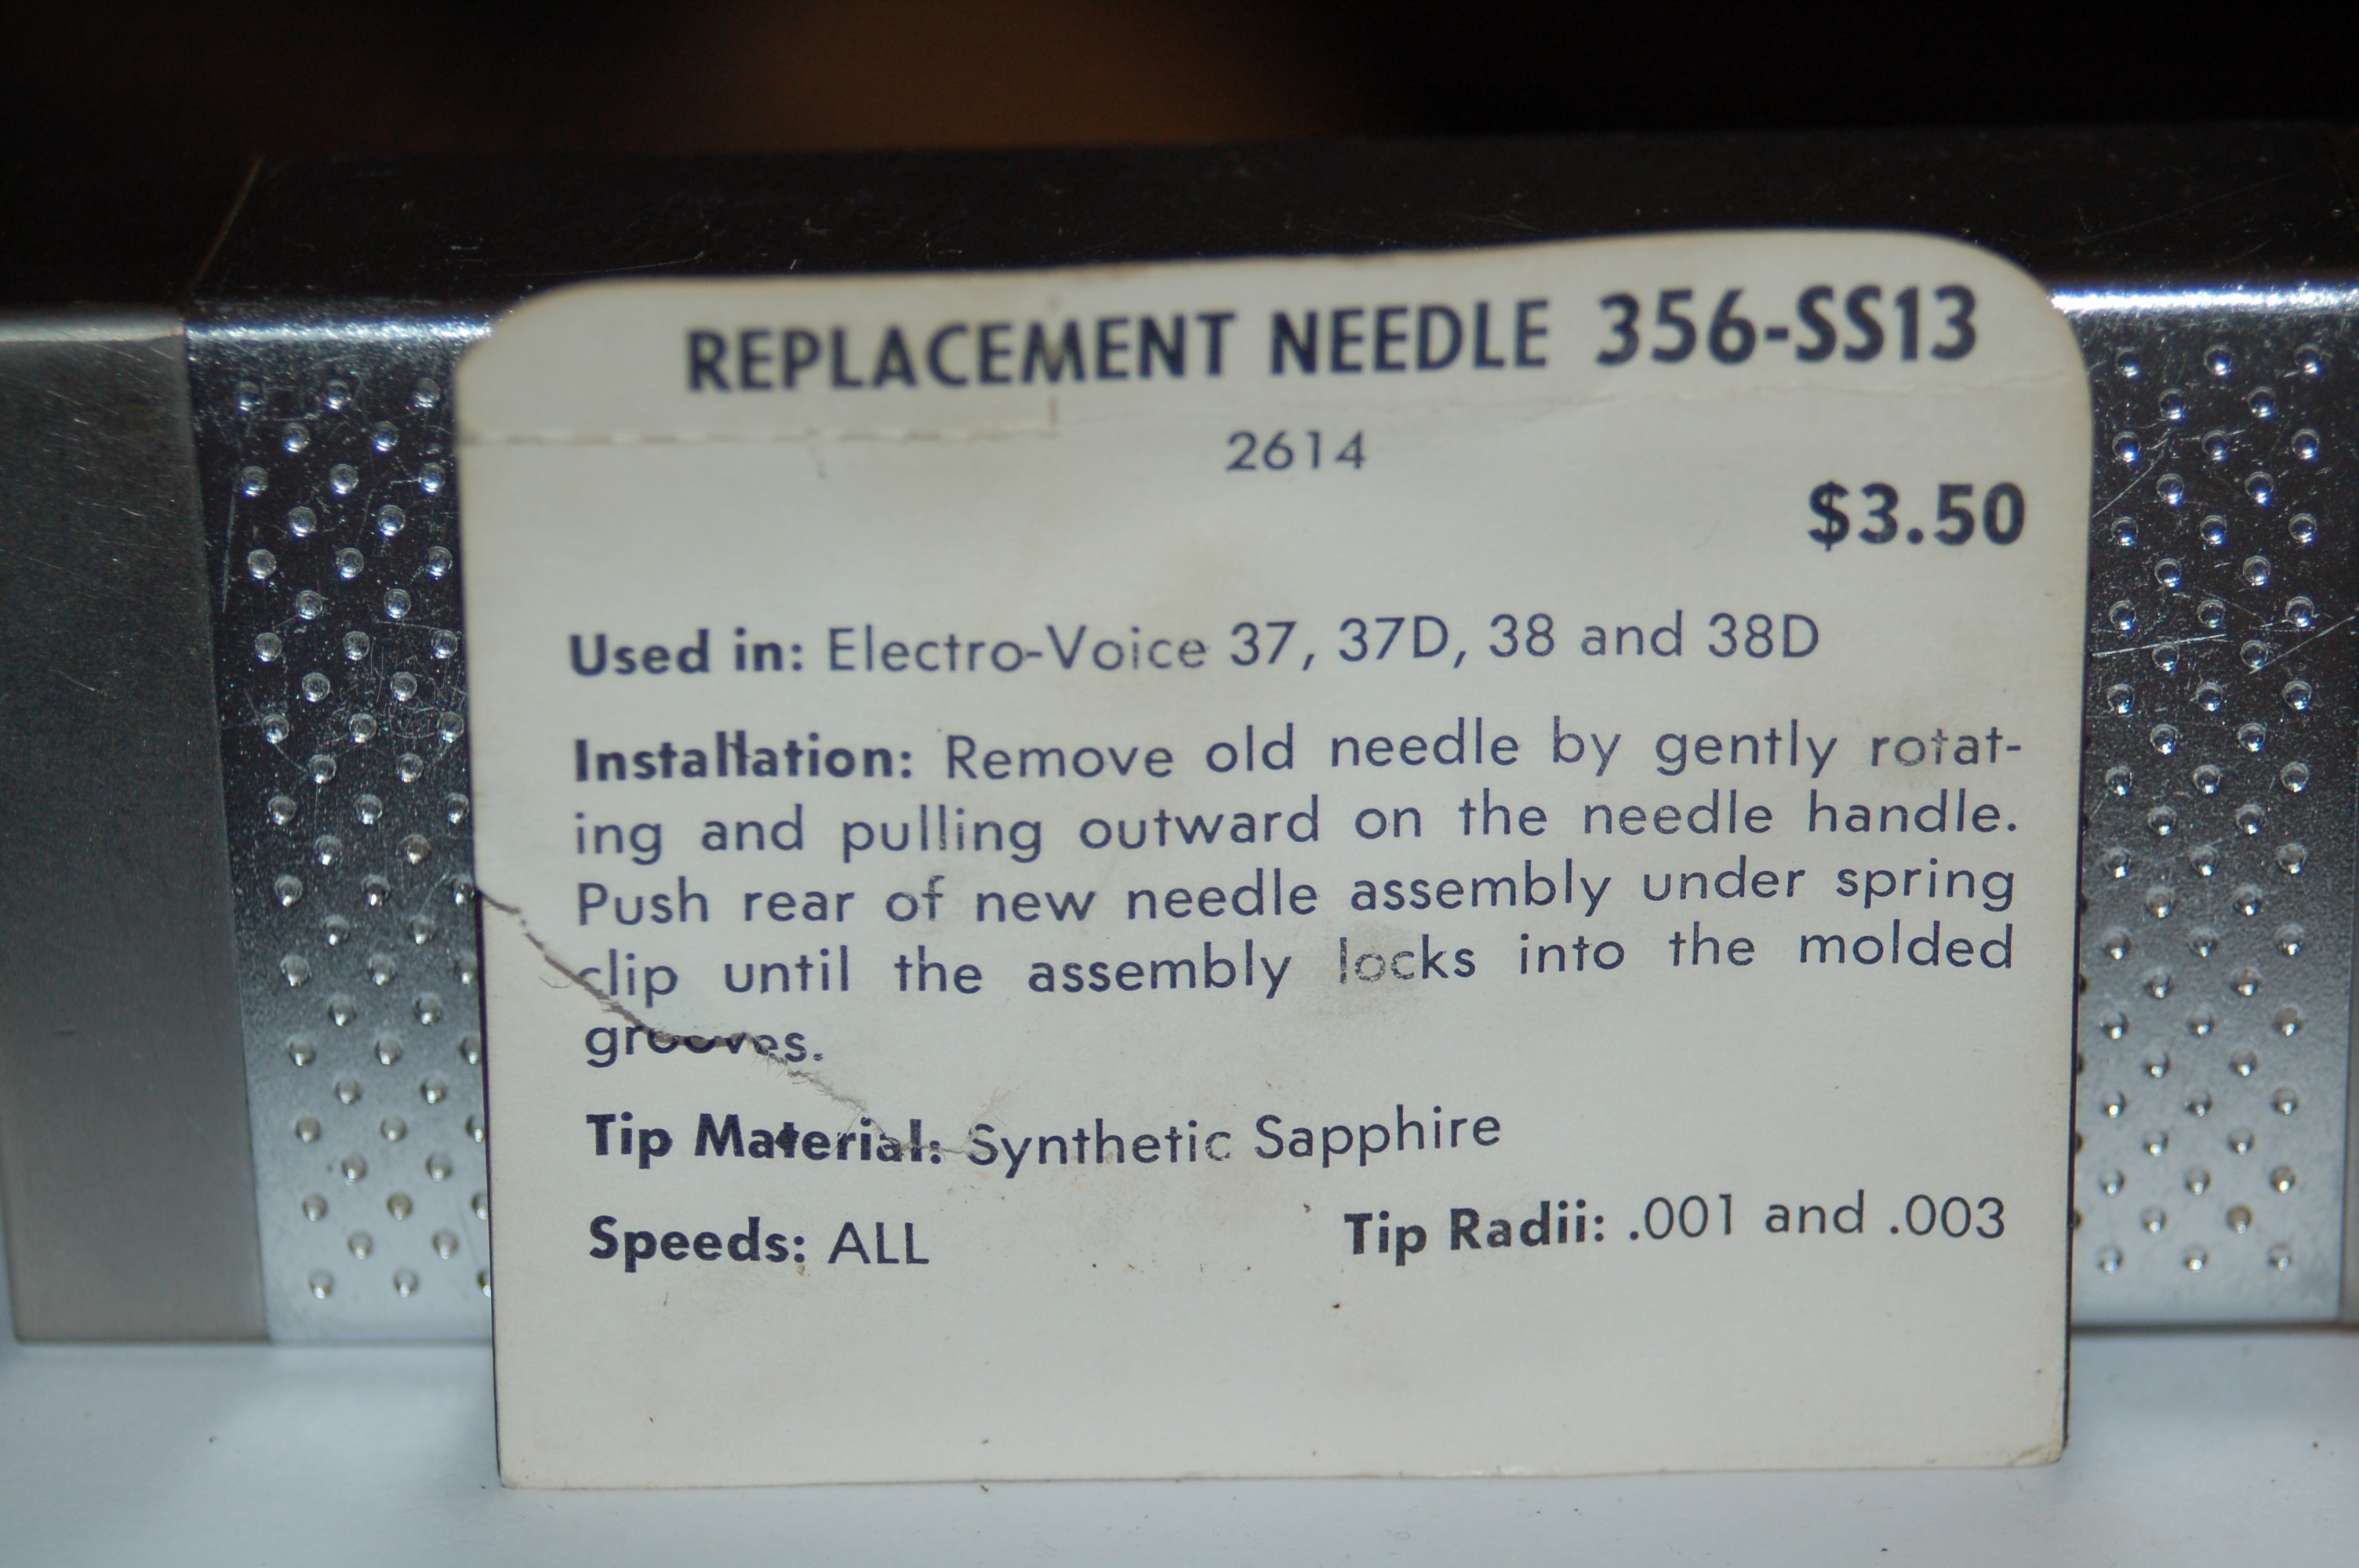 REPLACEMENT NEEDLE 356-SS13
2614
$3.50
Used in: Electro-Voice 37, 37D, 38 and 38D
Installation: Remove old needle by gently rotat-
ing and pulling outward on the needle handle.
Push rear of new needle assembly under spring
clip until the assembly locks into the molded
grooves.
Tip Material: Synthetic Sapphire
Speeds: ALL Tip Radii: .001 and .003